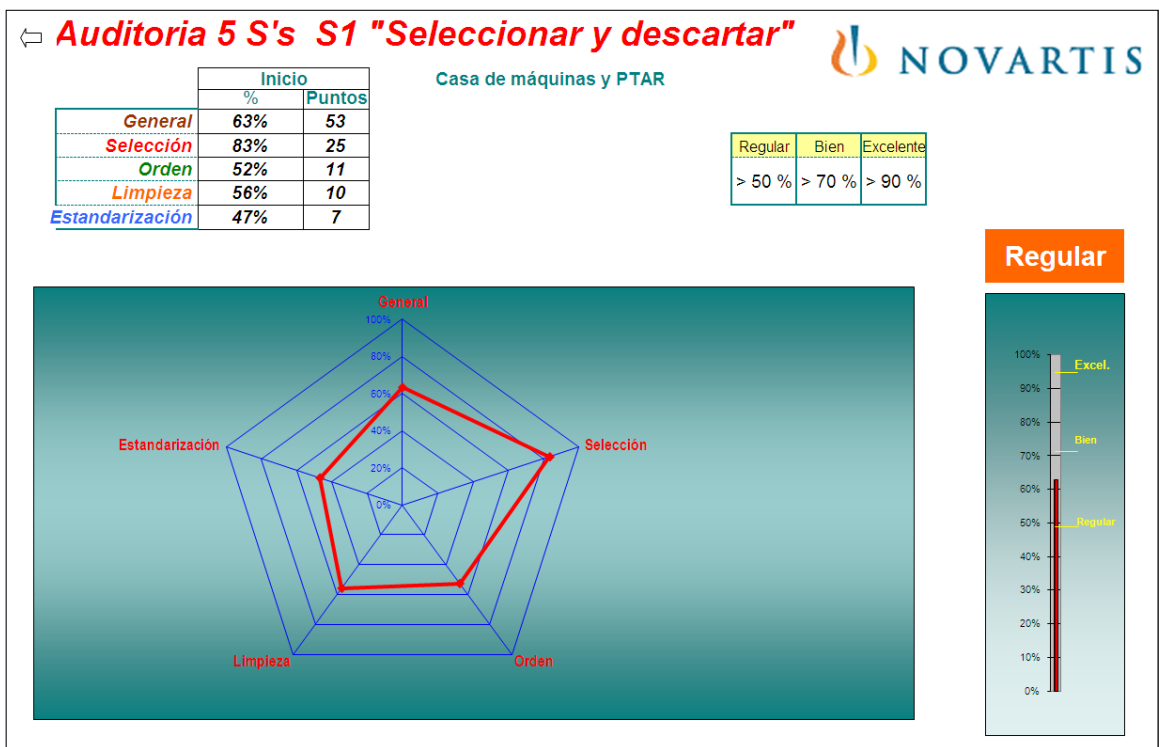 ⇦ Auditoria 5 S's S1 "Seleccionar y descartar"
NOVARTIS
Casa de máquinas y PTAR
Inicio
% Puntos
General 63% 53
Selección 83% 25
Orden 52% 11
Limpieza 56% 10
Estandarización 47% 7
Regular Bien Excelente
> 50 % > 70 % > 90 %
Regular
General
100%
80%
60%
40%
20%
0%
Estandarización
Selección
Limpieza
Orden
100%
Excel.
90%
80%
Bien
70%
60%
50%
Regular
40%
30%
20%
10%
0%